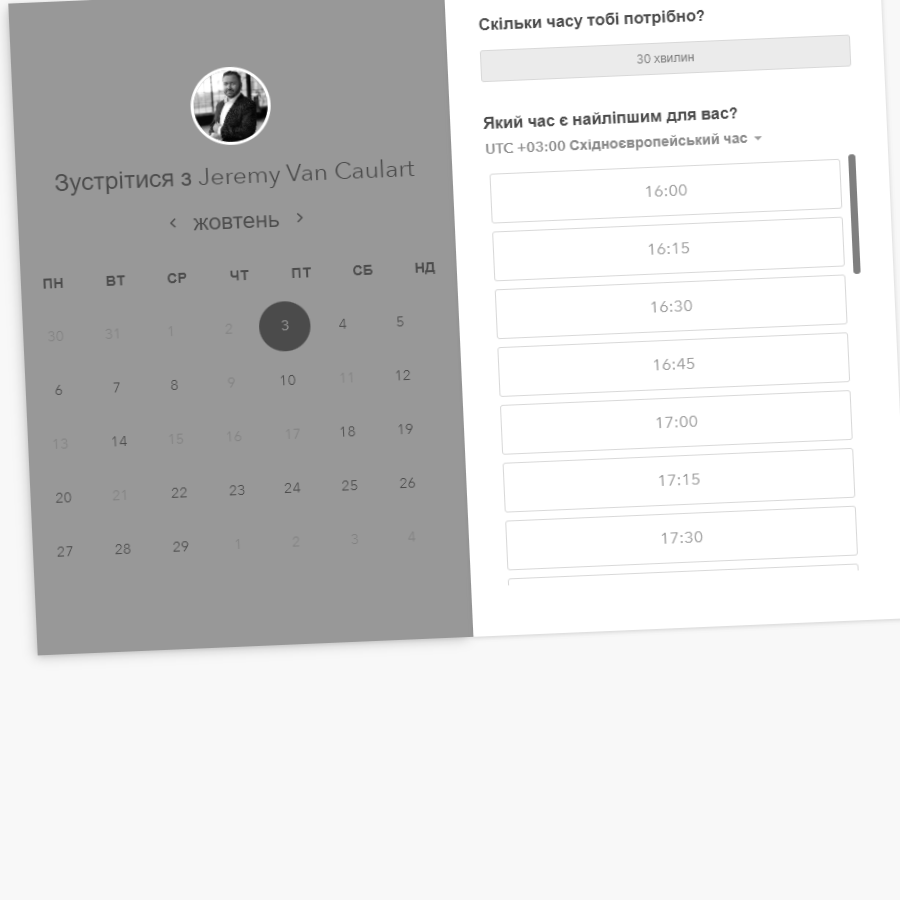 Зустрітися з Jeremy Van Caulart
жовтень
ПН ВТ СР ЧТ ПТ СБ НД
30 31 1 2 3 4 5
6 7 8 9 10 11 12
13 14 15 16 17 18 19
20 21 22 23 24 25 26
27 28 29 1 2 3 4
Скільки часу тобі потрібно?
30 хвилин
Який час є найліпшим для вас?
UTC +03:00 Східноєвропейський час
16:00
16:15
16:30
16:45
17:00
17:15
17:30